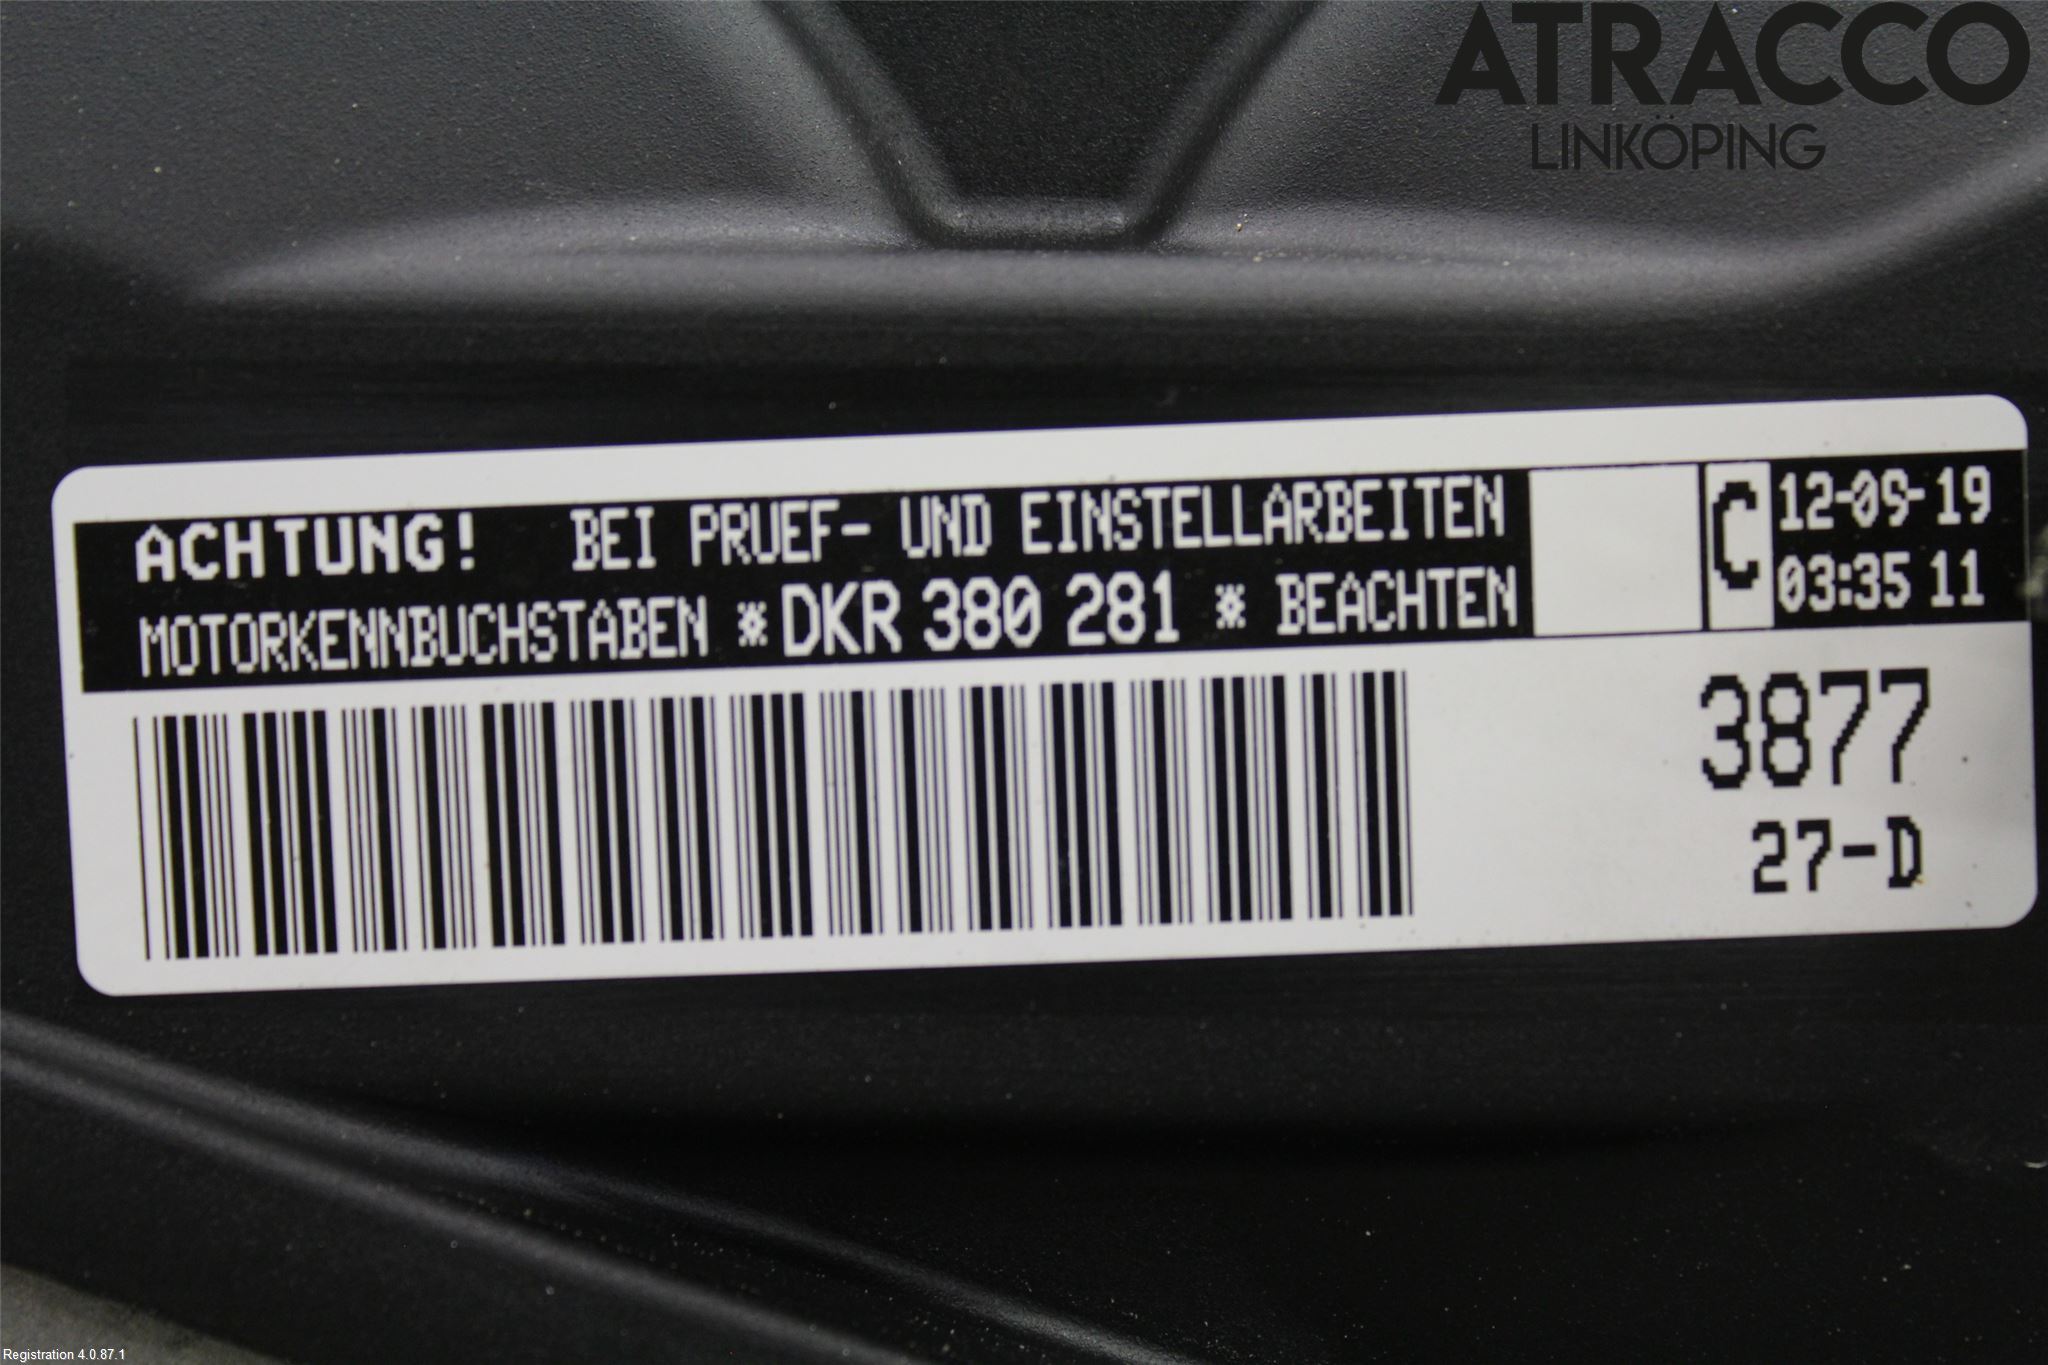 ATRACCO
LINKÖPING
ACHTUNG! BEI PRUEF- UND EINSTELLARBEITEN
MOTORKENNBUCHSTABEN *DKR 380 281 * BEACHTEN
C
12-09-19
03:35 11
3877
27-D
Registration 4.0.87.1